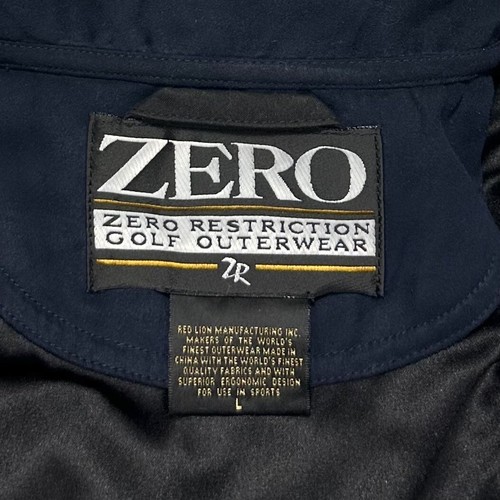 ZERO
ZERO RESTRICTION
GOLF OUTERWEAR
ZR
RED LION MANUFACTURING INC.
MAKERS OF THE WORLD'S
FINEST OUTERWEAR MADE IN
CHINA WITH THE WORLD'S FINEST
QUALITY FABRICS AND WITH
SUPERIOR ERGONOMIC DESIGN
FOR USE IN SPORTS
L